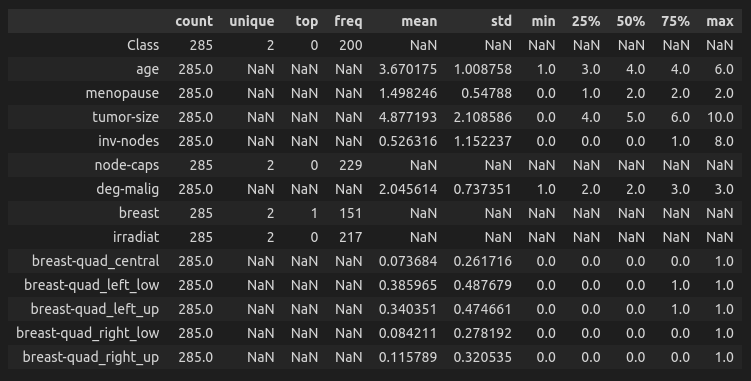 count unique top freq mean std min 25% 50% 75% max
Class 285 2 0 200 NaN NaN NaN NaN NaN NaN NaN
age 285.0 NaN NaN NaN 3.670175 1.008758 1.0 3.0 4.0 4.0 6.0
menopause 285.0 NaN NaN NaN 1.498246 0.54788 0.0 1.0 2.0 2.0 2.0
tumor-size 285.0 NaN NaN NaN 4.877193 2.108586 0.0 4.0 5.0 6.0 10.0
inv-nodes 285.0 NaN NaN NaN 0.526316 1.152237 0.0 0.0 0.0 1.0 8.0
node-caps 285 2 0 229 NaN NaN NaN NaN NaN NaN NaN
deg-malig 285.0 NaN NaN NaN 2.045614 0.737351 1.0 2.0 2.0 3.0 3.0
breast 285 2 1 151 NaN NaN NaN NaN NaN NaN NaN
irradiat 285 2 0 217 NaN NaN NaN NaN NaN NaN NaN
breast-quad_central 285.0 NaN NaN NaN 0.073684 0.261716 0.0 0.0 0.0 0.0 1.0
breast-quad_left_low 285.0 NaN NaN NaN 0.385965 0.487679 0.0 0.0 0.0 1.0 1.0
breast-quad_left_up 285.0 NaN NaN NaN 0.340351 0.474661 0.0 0.0 0.0 1.0 1.0
breast-quad_right_low 285.0 NaN NaN NaN 0.084211 0.278192 0.0 0.0 0.0 0.0 1.0
breast-quad_right_up 285.0 NaN NaN NaN 0.115789 0.320535 0.0 0.0 0.0 0.0 1.0